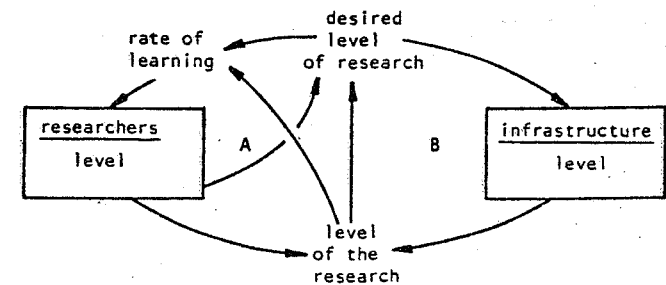 desired
level
of research
rate of
learning
researchers
level
A
B
infrastructure
level
level
of the
research